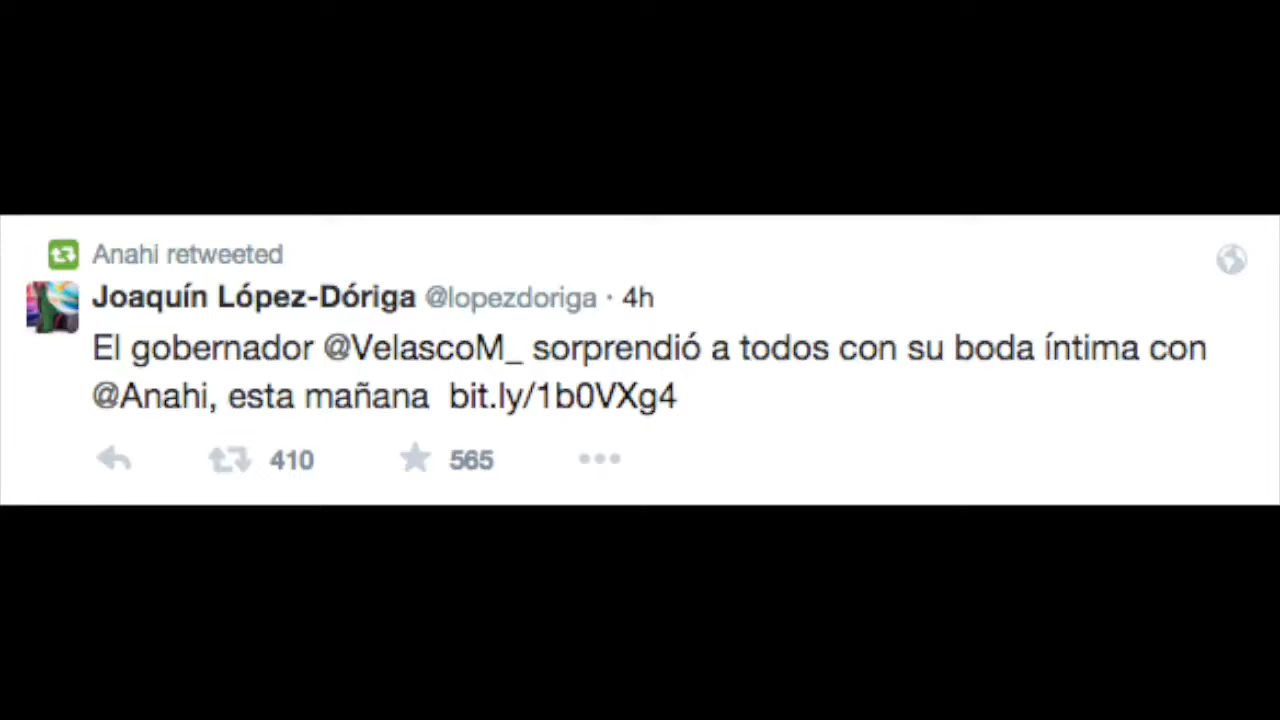 Anahi retweeted
Joaquín López-Dóriga @lopezdoriga · 4h
El gobernador @VelascoM_ sorprendió a todos con su boda íntima con
@Anahi, esta mañana bit.ly/1b0VXg4
410 565